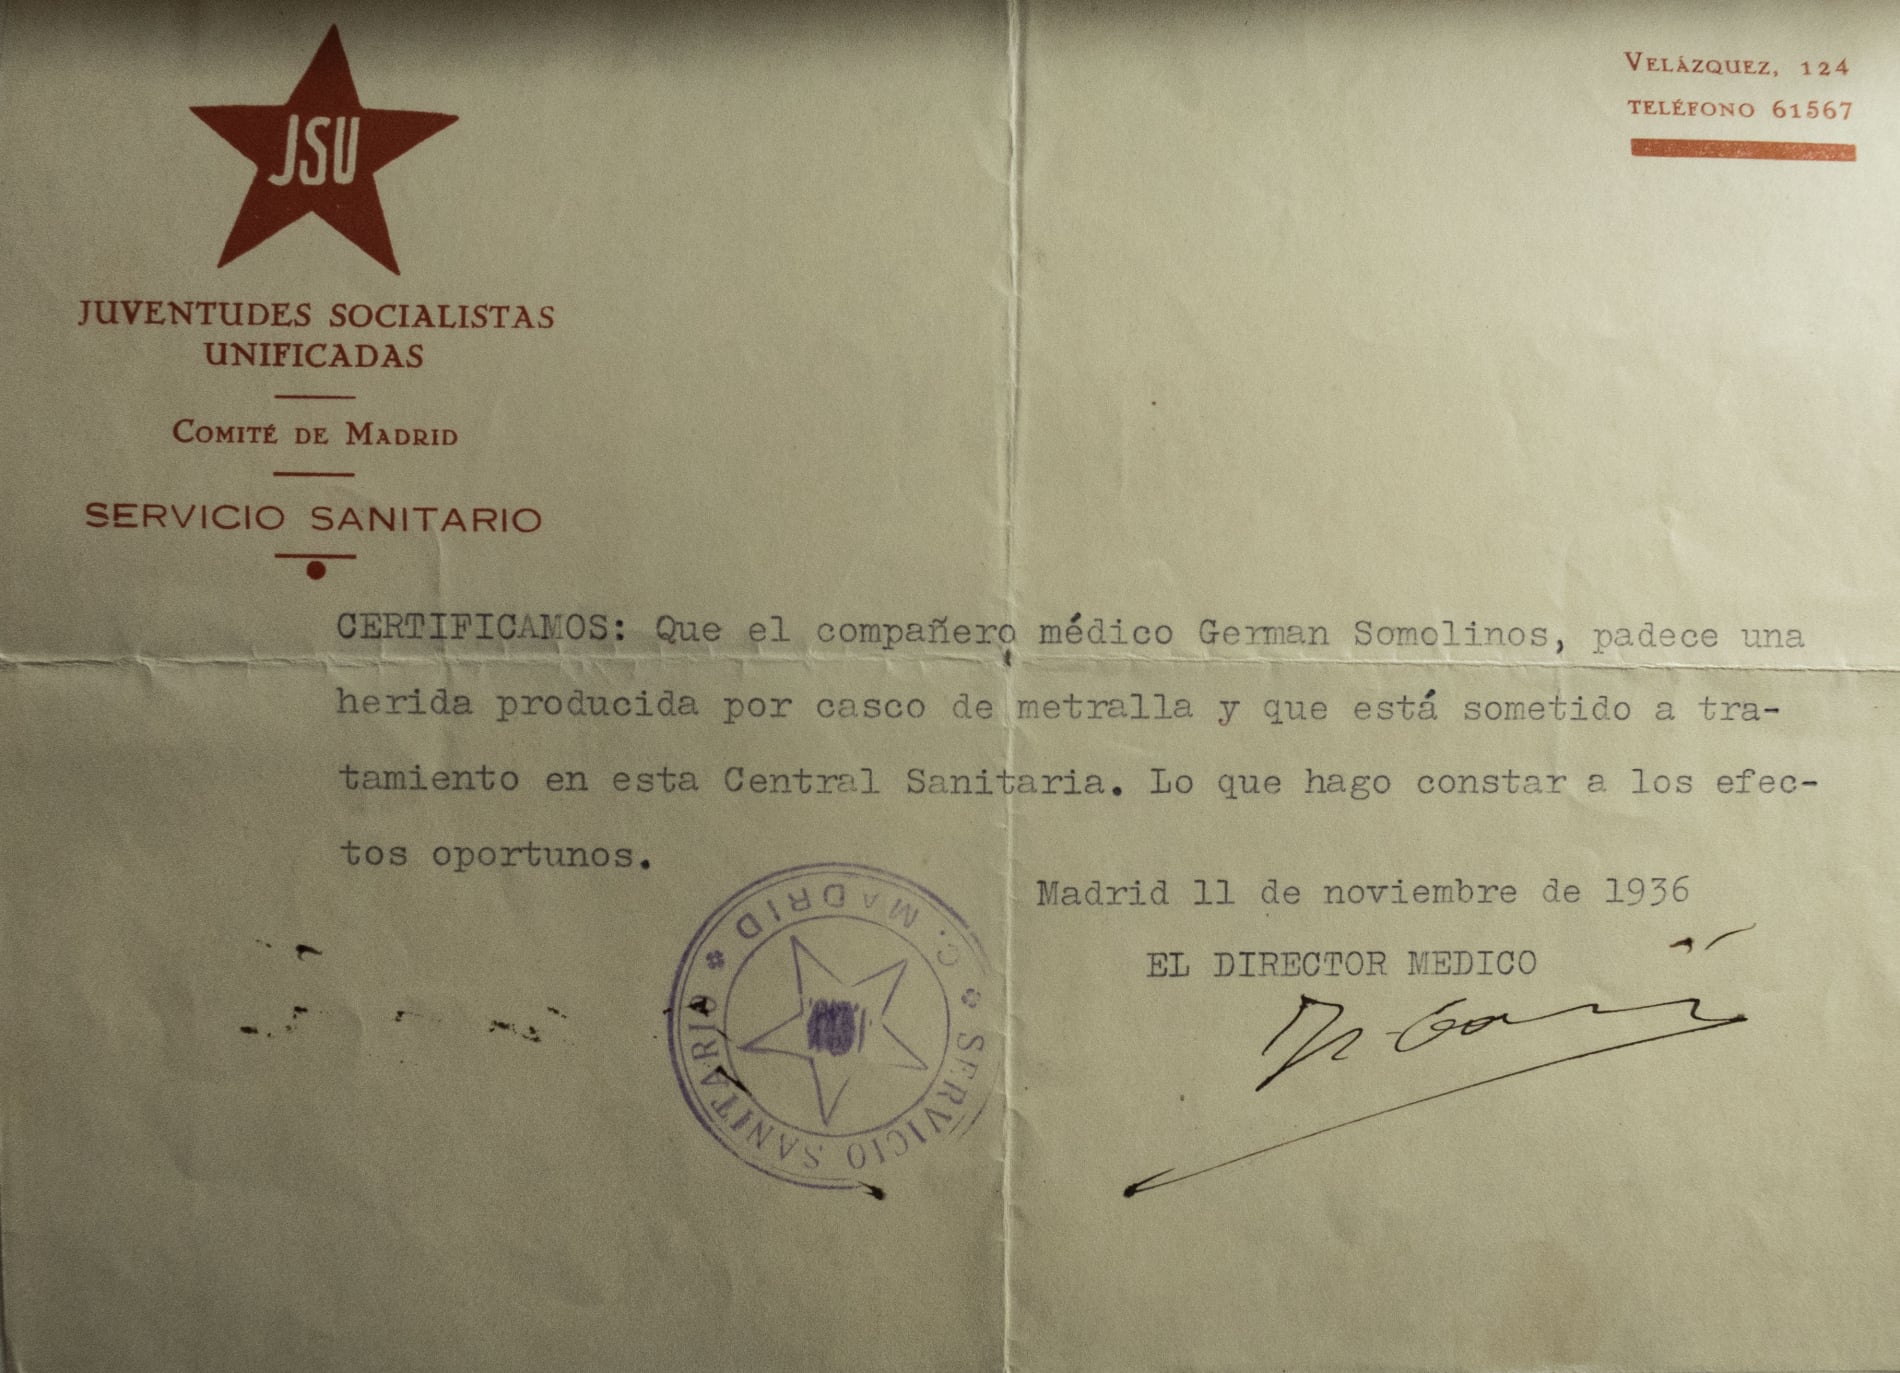 JSU
JUVENTUDES SOCIALISTAS
UNIFICADAS
COMITÉ DE MADRID
SERVICIO SANITARIO
VELÁZQUEZ, 124
TELÉFONO 61567
CERTIFICAMOS: Que el compañero médico German Somolinos, padece una
herida producida por casco de metralla y que está sometido a tra-
tamiento en esta Central Sanitaria. Lo que hago constar a los efec-
tos oportunos.
Madrid 11 de noviembre de 1936
EL DIRECTOR MEDICO
SERVICIO SANITARIO * C. MADRID *